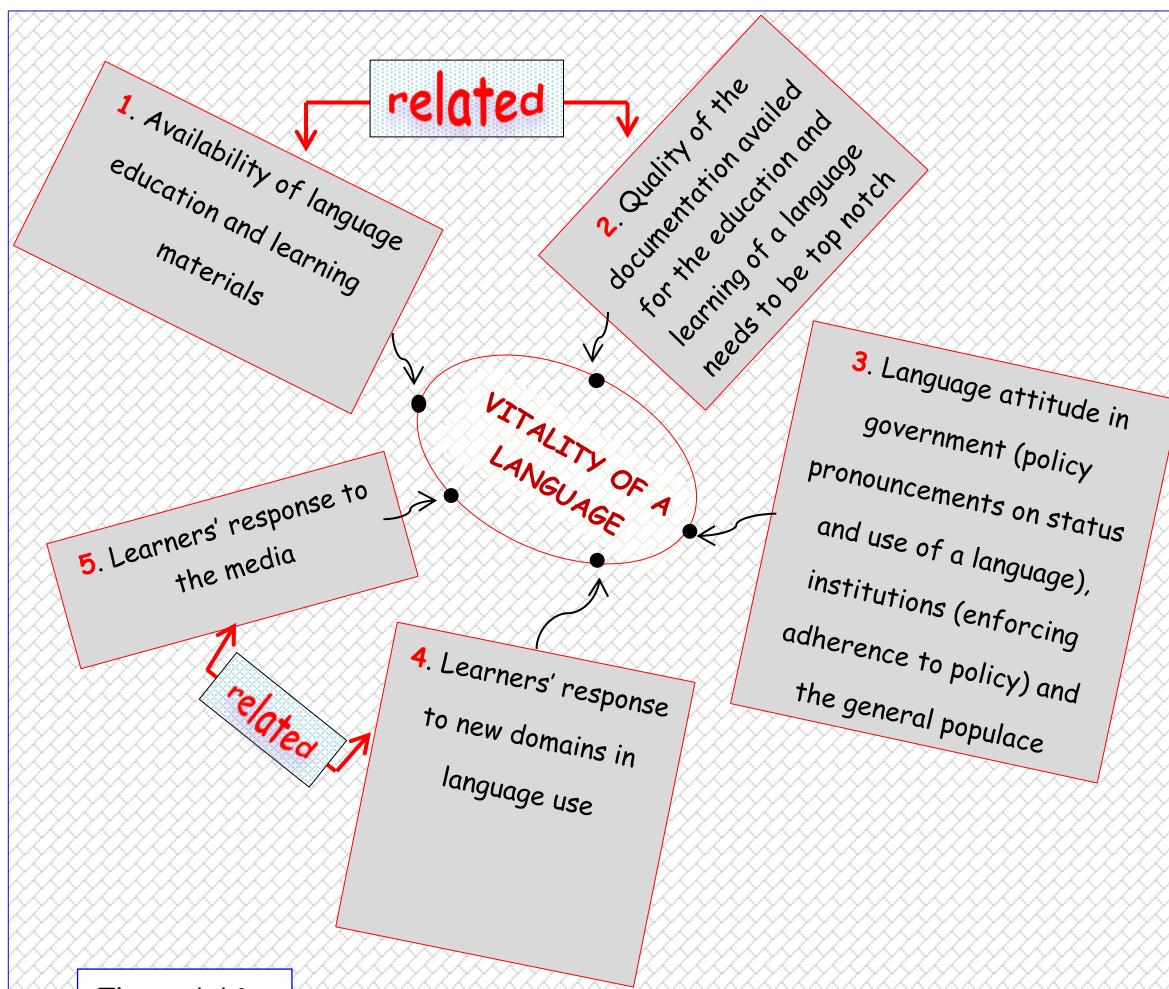 related
1. Availability of language
education and learning
materials
2. Quality of the
documentation availed
for the education and
learning of a language
needs to be top notch
VITALITY OF A
LANGUAGE
3. Language attitude in
government (policy
pronouncements on status
and use of a language),
institutions (enforcing
adherence to policy) and
the general populace
5. Learners' response to
the media
related
4. Learners' response
to new domains in
language use